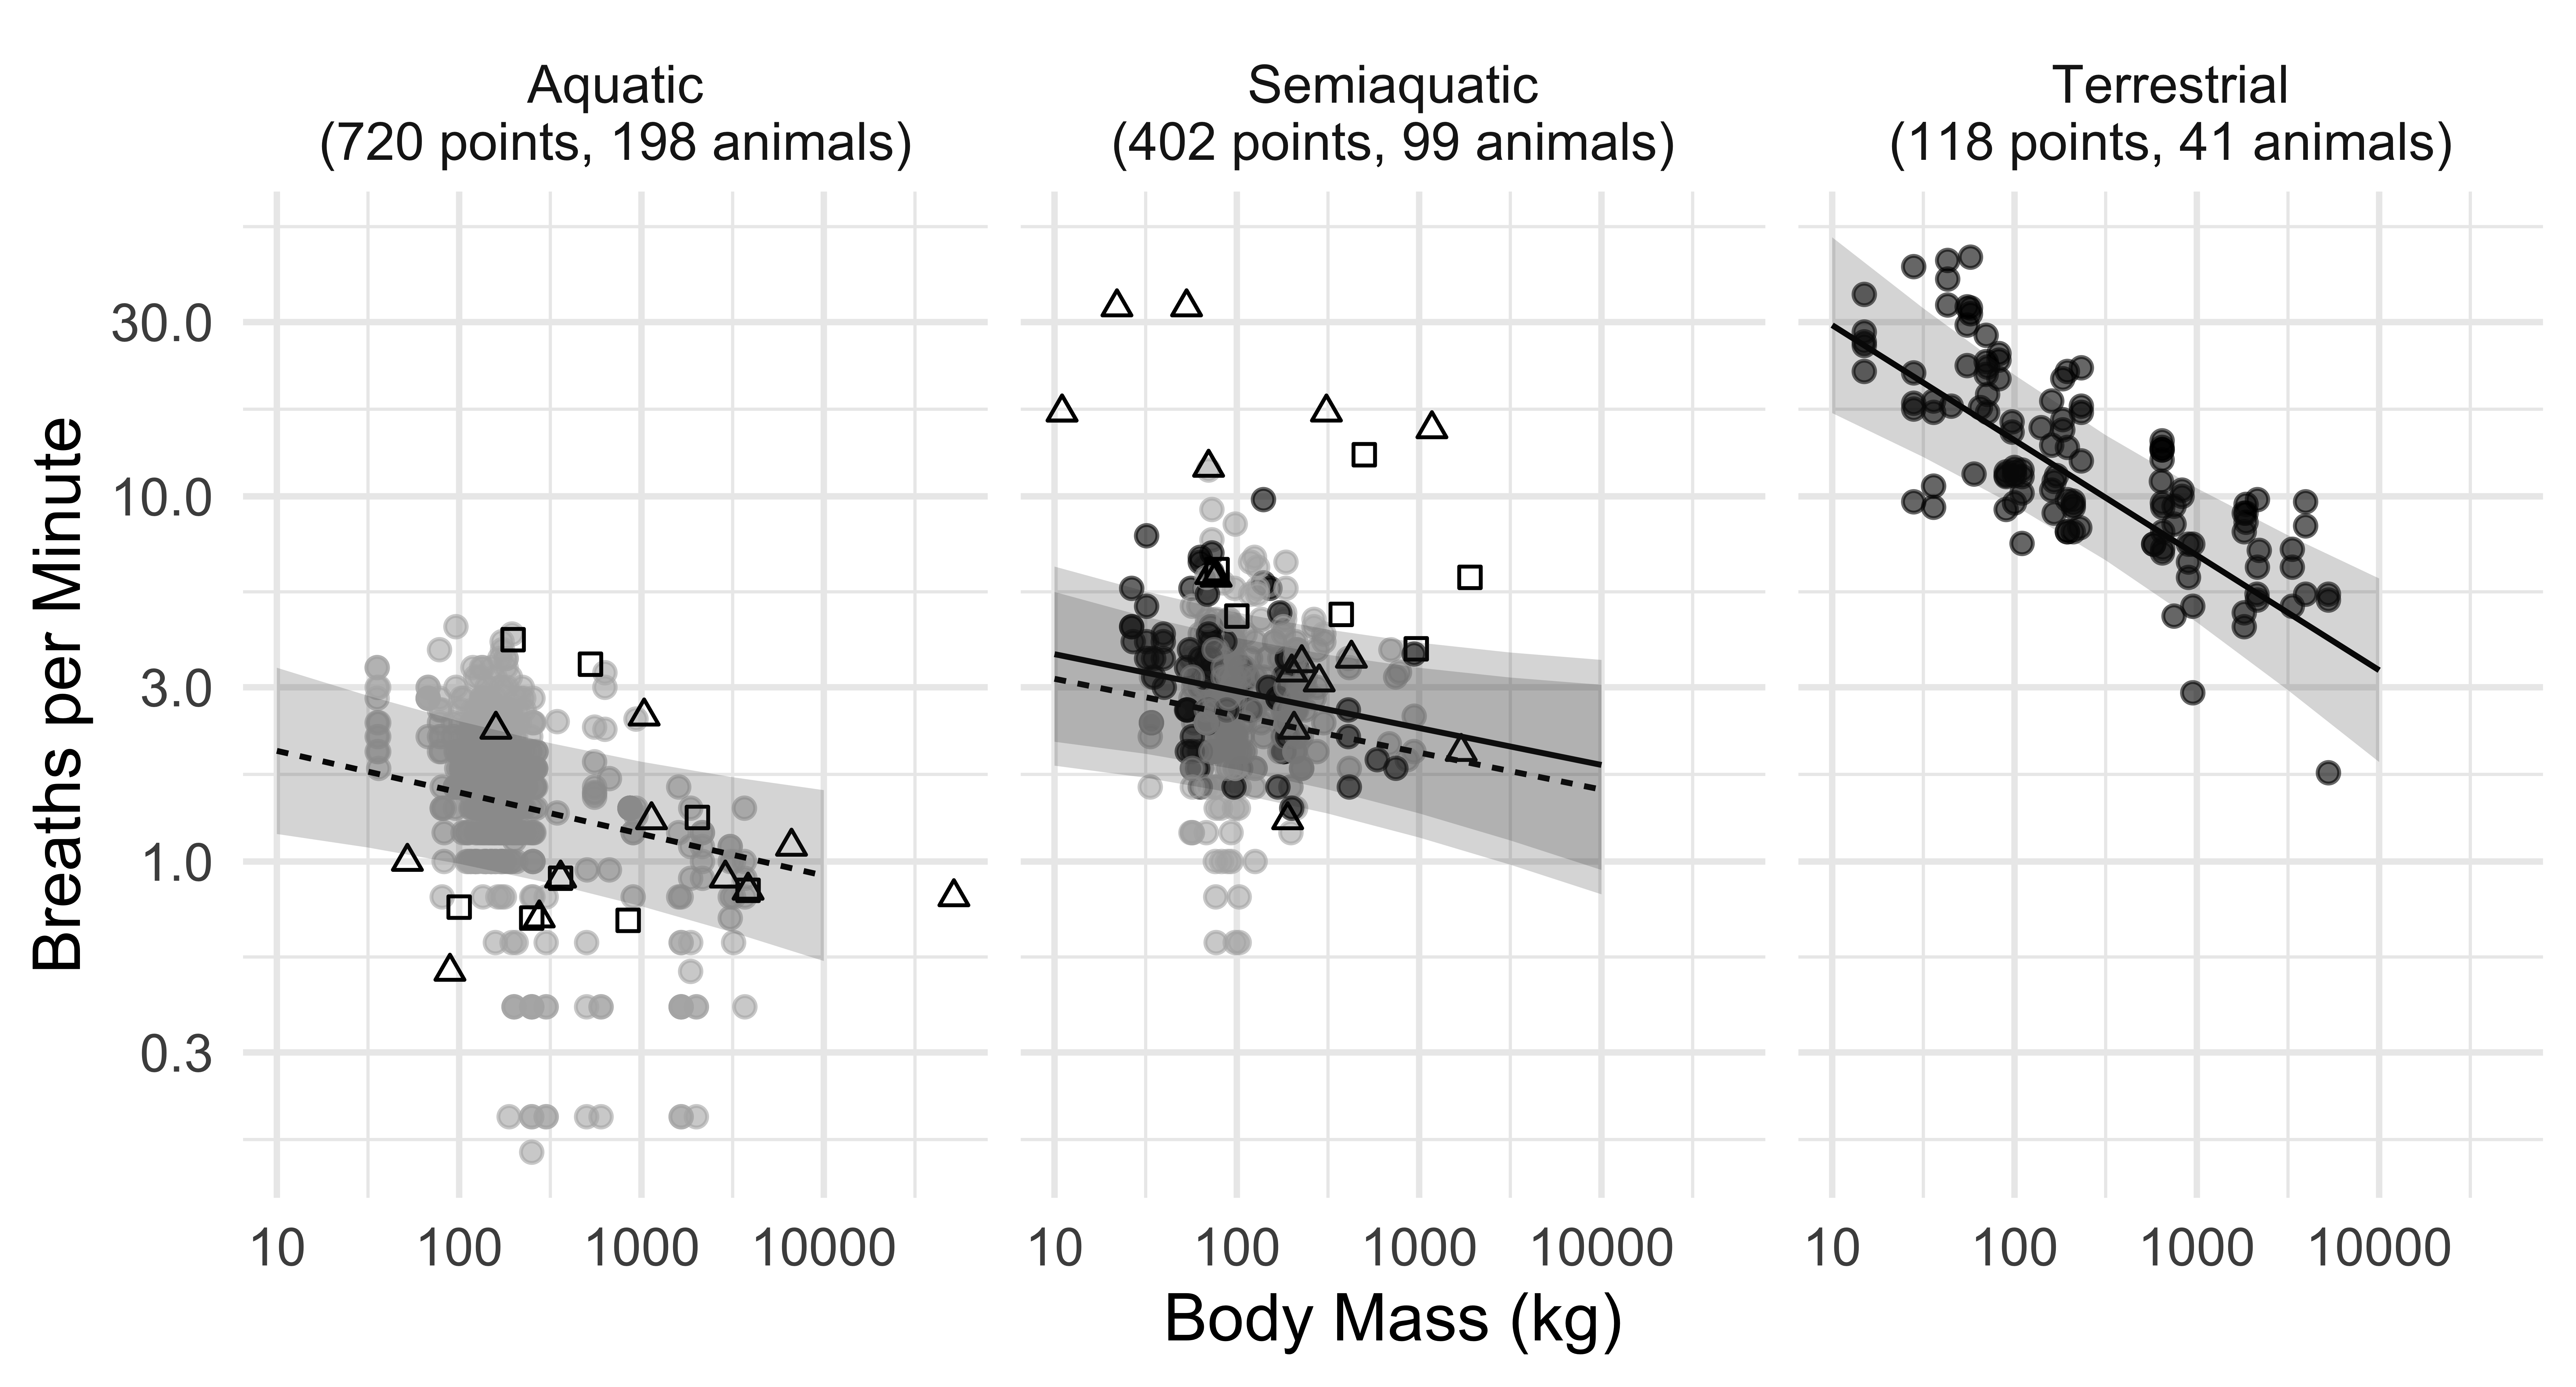 Aquatic
(720 points, 198 animals)
Semiaquatic
(402 points, 99 animals)
Terrestrial
(118 points, 41 animals)
Breaths per Minute
30.0
10.0
3.0
1.0
0.3
10 100 1000 10000
10 100 1000 10000
10 100 1000 10000
Body Mass (kg)